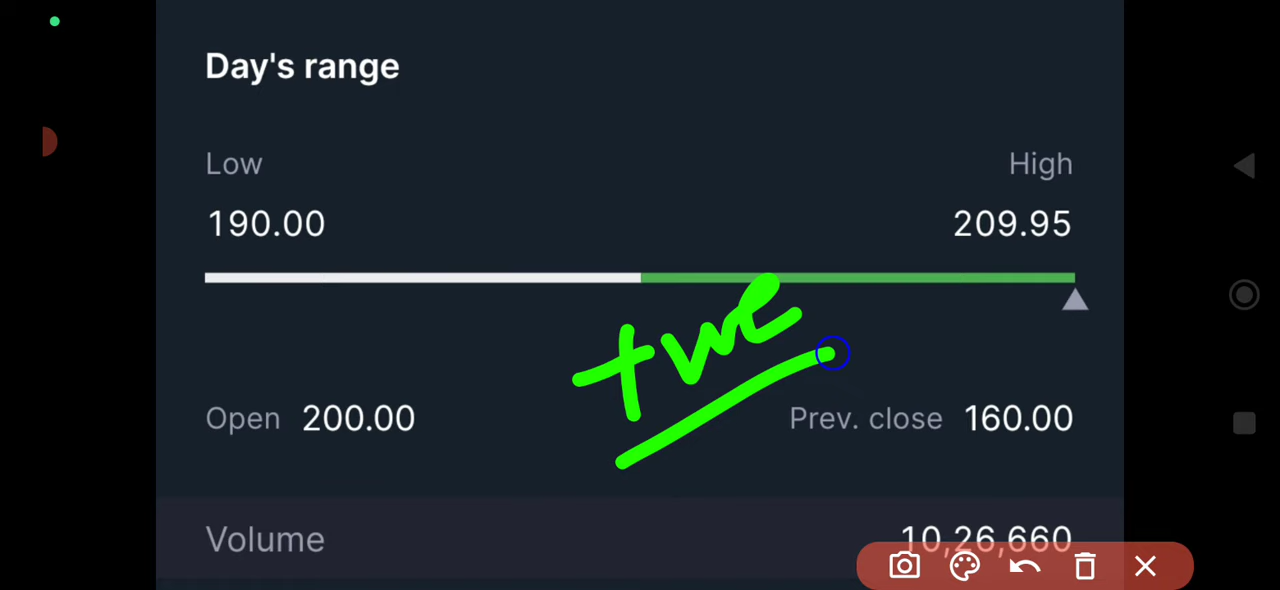 Day's range
Low High
190.00 209.95
+ve
Open 200.00 Prev. close 160.00
Volume 10,26,660